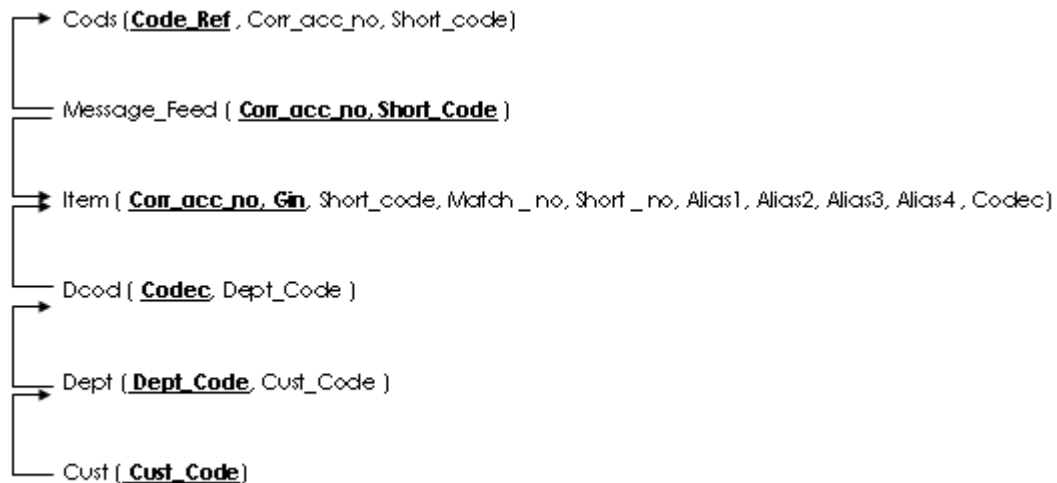 Cods (Code_Ref , Corr_acc_no, Short_code)
Message_Feed ( Corr_acc_no, Short_Code )
Item ( Corr_acc_no, Gin, Short_code, Match _ no, Short _ no, Alias1, Alias2, Alias3, Alias4 , Codec)
Dcod ( Codec, Dept_Code )
Dept ( Dept_Code, Cust_Code )
Cust ( Cust_Code)